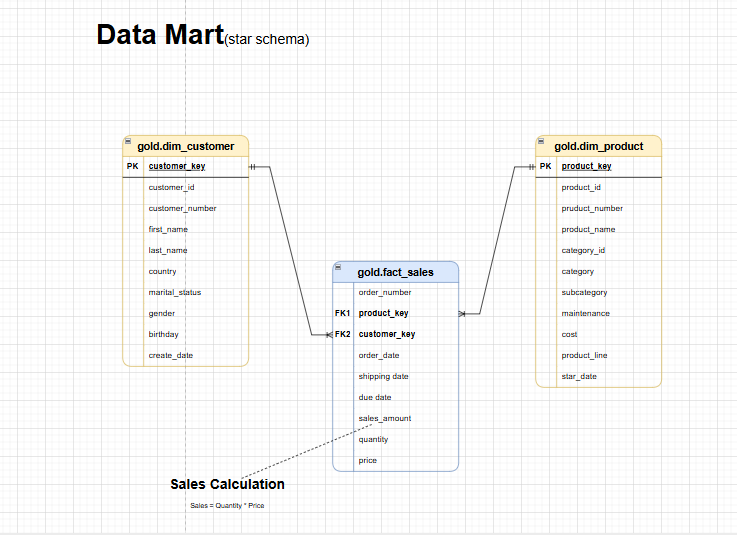 Data Mart(star schema)
gold.dim_customer
PK customer_key
customer_id
customer_number
first_name
last_name
country
marital_status
gender
birthday
create_date
gold.dim_product
PK product_key
product_id
pruduct_number
product_name
category_id
category
subcategory
maintenance
cost
product_line
star_date
gold.fact_sales
order_number
FK1 product_key
FK2 customer_key
order_date
shipping date
due date
sales_amount
quantity
price
Sales Calculation
Sales = Quantity * Price